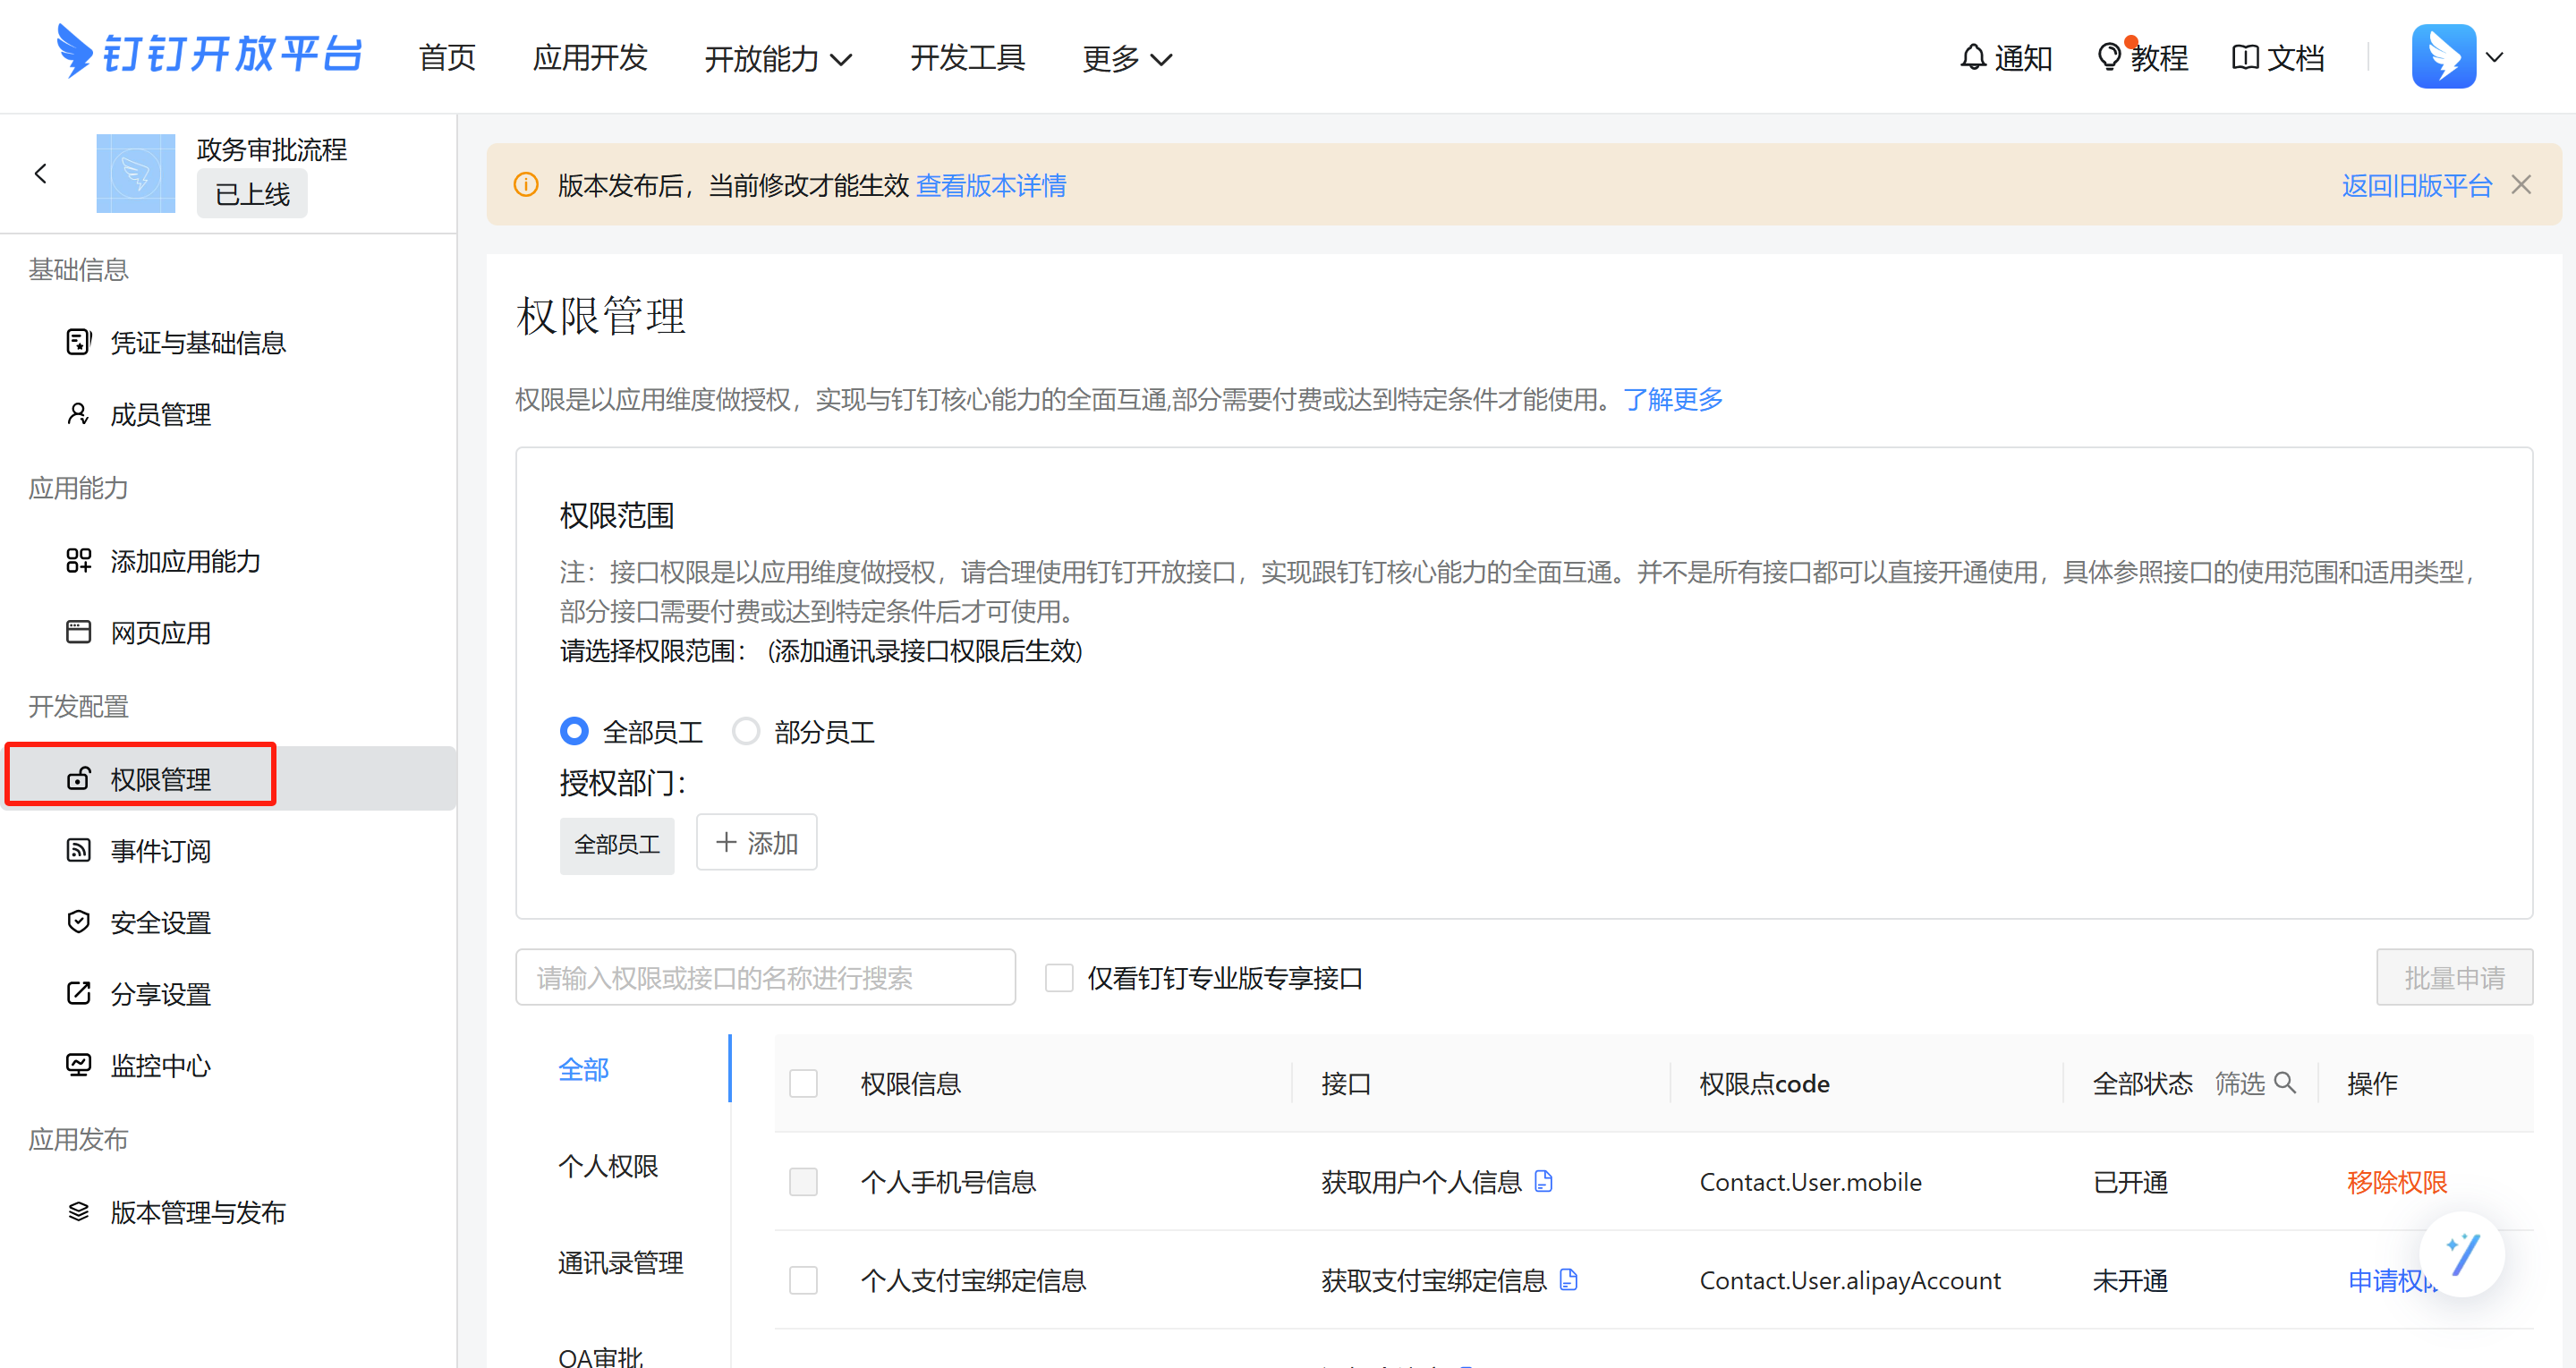 钉钉开放平台 首页 应用开发 开放能力 开发工具 更多 通知 教程 文档
政务审批流程
已上线
基础信息
凭证与基础信息
成员管理
应用能力
添加应用能力
网页应用
开发配置
权限管理
事件订阅
安全设置
分享设置
监控中心
应用发布
版本管理与发布
版本发布后，当前修改才能生效 查看版本详情 返回旧版平台
权限管理
权限是以应用维度做授权，实现与钉钉核心能力的全面互通,部分需要付费或达到特定条件才能使用。了解更多
权限范围
注：接口权限是以应用维度做授权，请合理使用钉钉开放接口，实现跟钉钉核心能力的全面互通。并不是所有接口都可以直接开通使用，具体参照接口的使用范围和适用类型，
部分接口需要付费或达到特定条件后才可使用。
请选择权限范围： (添加通讯录接口权限后生效)
全部员工 部分员工
授权部门：
全部员工 添加
请输入权限或接口的名称进行搜索 仅看钉钉专业版专享接口 批量申请
全部
个人权限
通讯录管理
OA审批
权限信息 接口 权限点code 全部状态 筛选 操作
个人手机号信息 获取用户个人信息 Contact.User.mobile 已开通 移除权限
个人支付宝绑定信息 获取支付宝绑定信息 Contact.User.alipayAccount 未开通 申请权